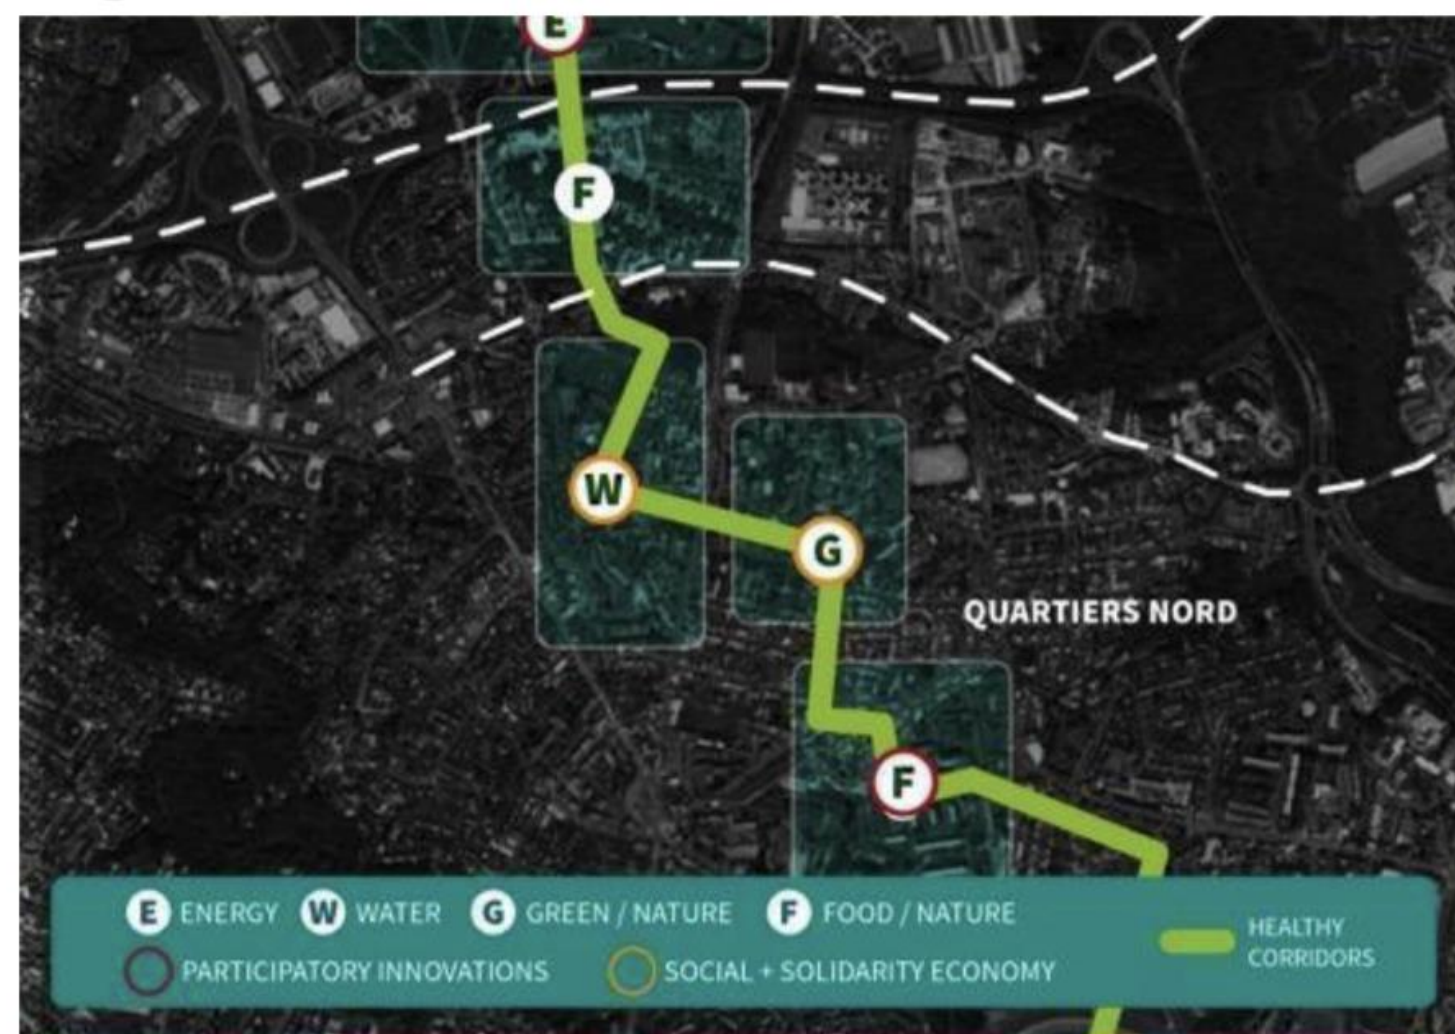 E
F
W
G
QUARTIERS NORD
F
E ENERGY W WATER G GREEN / NATURE F FOOD / NATURE
PARTICIPATORY INNOVATIONS SOCIAL + SOLIDARITY ECONOMY
HEALTHY
CORRIDORS